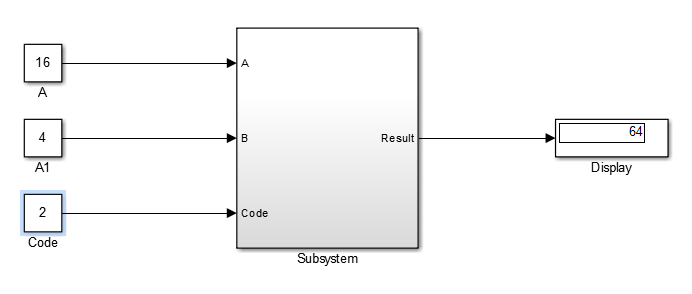 16
A
A
4
A1
B
Result
64
Display
2
Code
Code
Subsystem